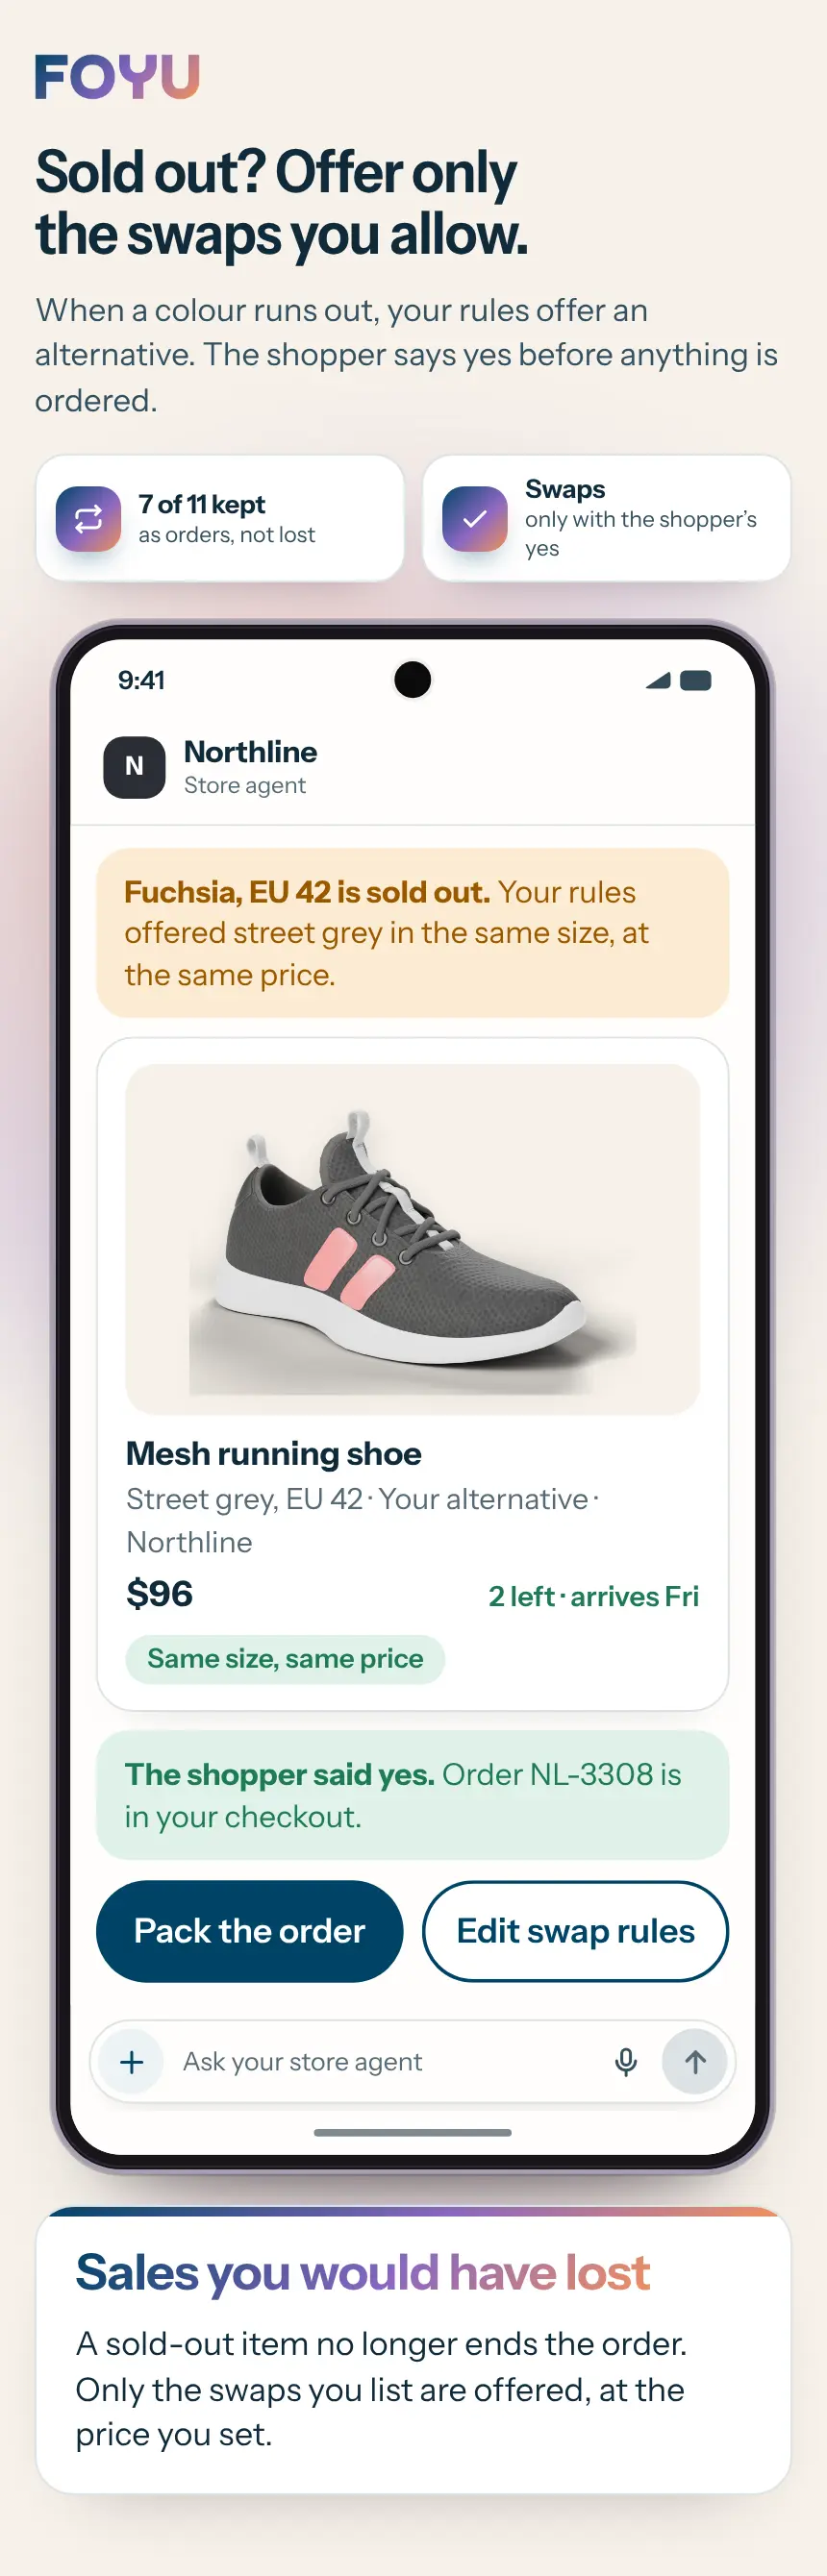 FOYU
Sold out? Offer only
the swaps you allow.
When a colour runs out, your rules offer an
alternative. The shopper says yes before anything is
ordered.
7 of 11 kept
as orders, not lost
Swaps
only with the shopper’s
yes
9:41
N
Northline
Store agent
Fuchsia, EU 42 is sold out. Your rules
offered street grey in the same size, at
the same price.
Mesh running shoe
Street grey, EU 42 · Your alternative ·
Northline
$96
2 left · arrives Fri
Same size, same price
The shopper said yes. Order NL-3308 is
in your checkout.
Pack the order
Edit swap rules
Ask your store agent
Sales you would have lost
A sold-out item no longer ends the order.
Only the swaps you list are offered, at the
price you set.